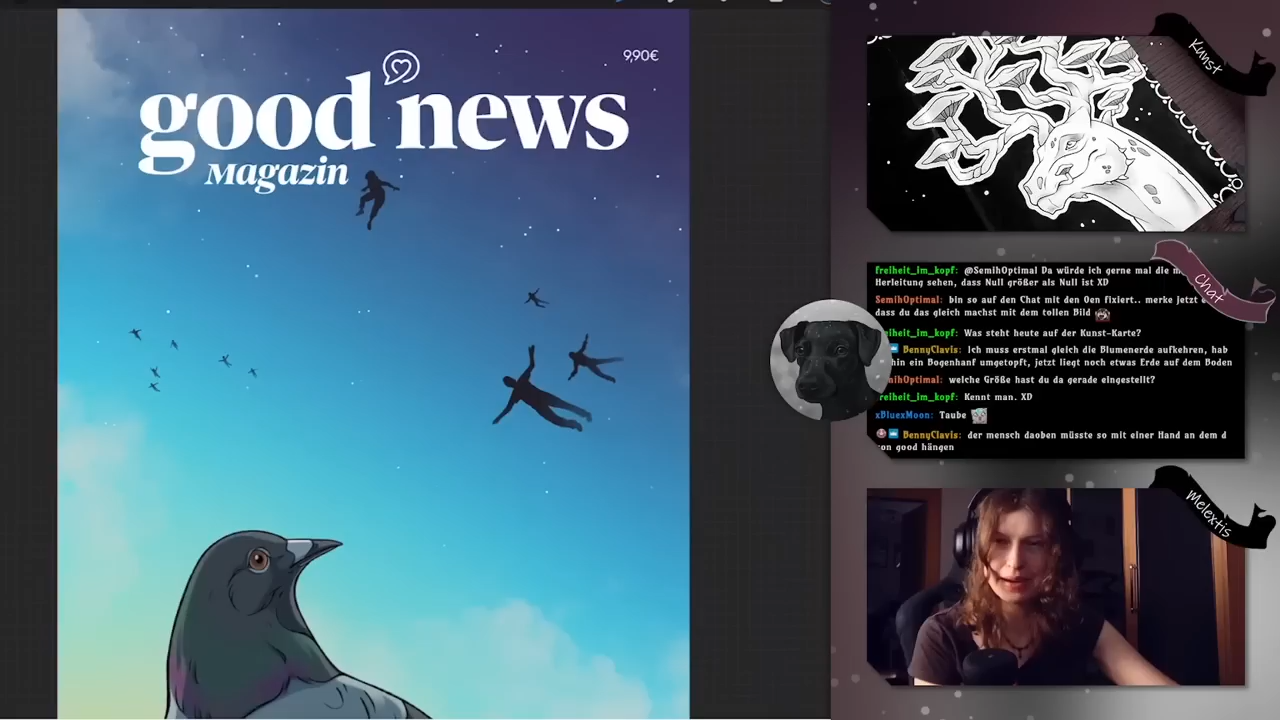 9,90€
good news
Magazin
Kunst
Chat
freiheit_im_kopf: @SemihOptimal Da würde ich gerne mal die
Herleitung sehen, dass Null größer als Null ist XD
SemihOptimal: bin so auf den Chat mit den 0en fixiert.. merke jetzt
dass du das gleich machst mit dem tollen Bild
freiheit_im_kopf: Was steht heute auf der Kunst-Karte?
BennyClavis: Ich muss erstmal gleich die Blumenerde aufkehren, hab
hin ein Bogenhanf umgetopft, jetzt liegt noch etwas Erde auf dem Boden
SemihOptimal: welche Größe hast du da gerade eingestellt?
freiheit_im_kopf: Kennt man. XD
xBluexMoon: Taube
BennyClavis: der mensch daoben müsste so mit einer Hand an dem d
von good hängen
Melextis